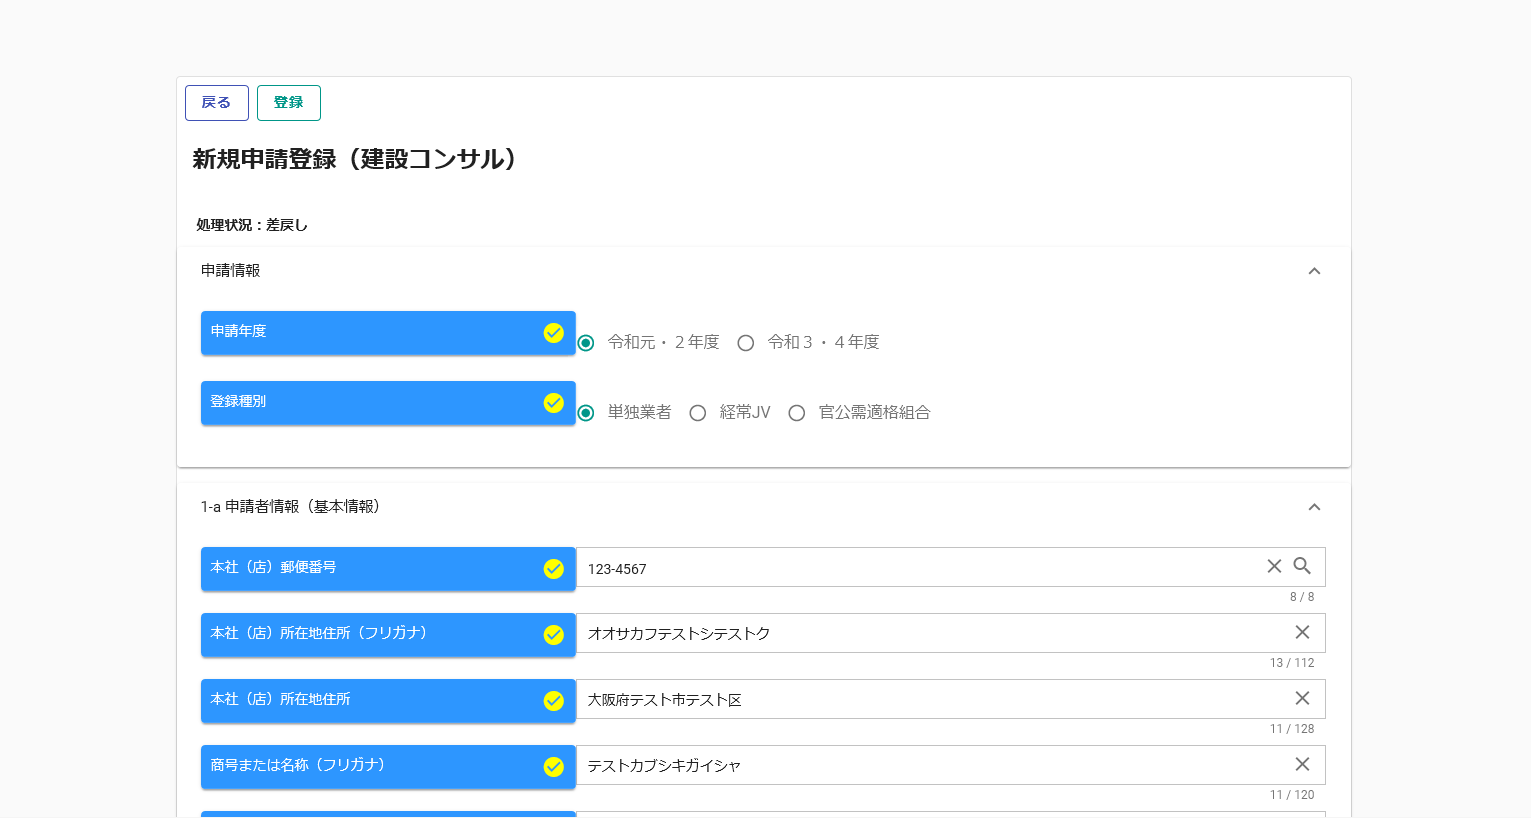 戻る 登録
新規申請登録（建設コンサル）
処理状況：差戻し
申請情報
申請年度 令和元・２年度 令和３・４年度
登録種別 単独業者 経常JV 官公需適格組合
1-a 申請者情報（基本情報）
本社（店）郵便番号 123-4567
8 / 8
本社（店）所在地住所（フリガナ） オオサカフテストシテストク
13 / 112
本社（店）所在地住所 大阪府テスト市テスト区
11 / 128
商号または名称（フリガナ） テストカブシキガイシャ
11 / 120